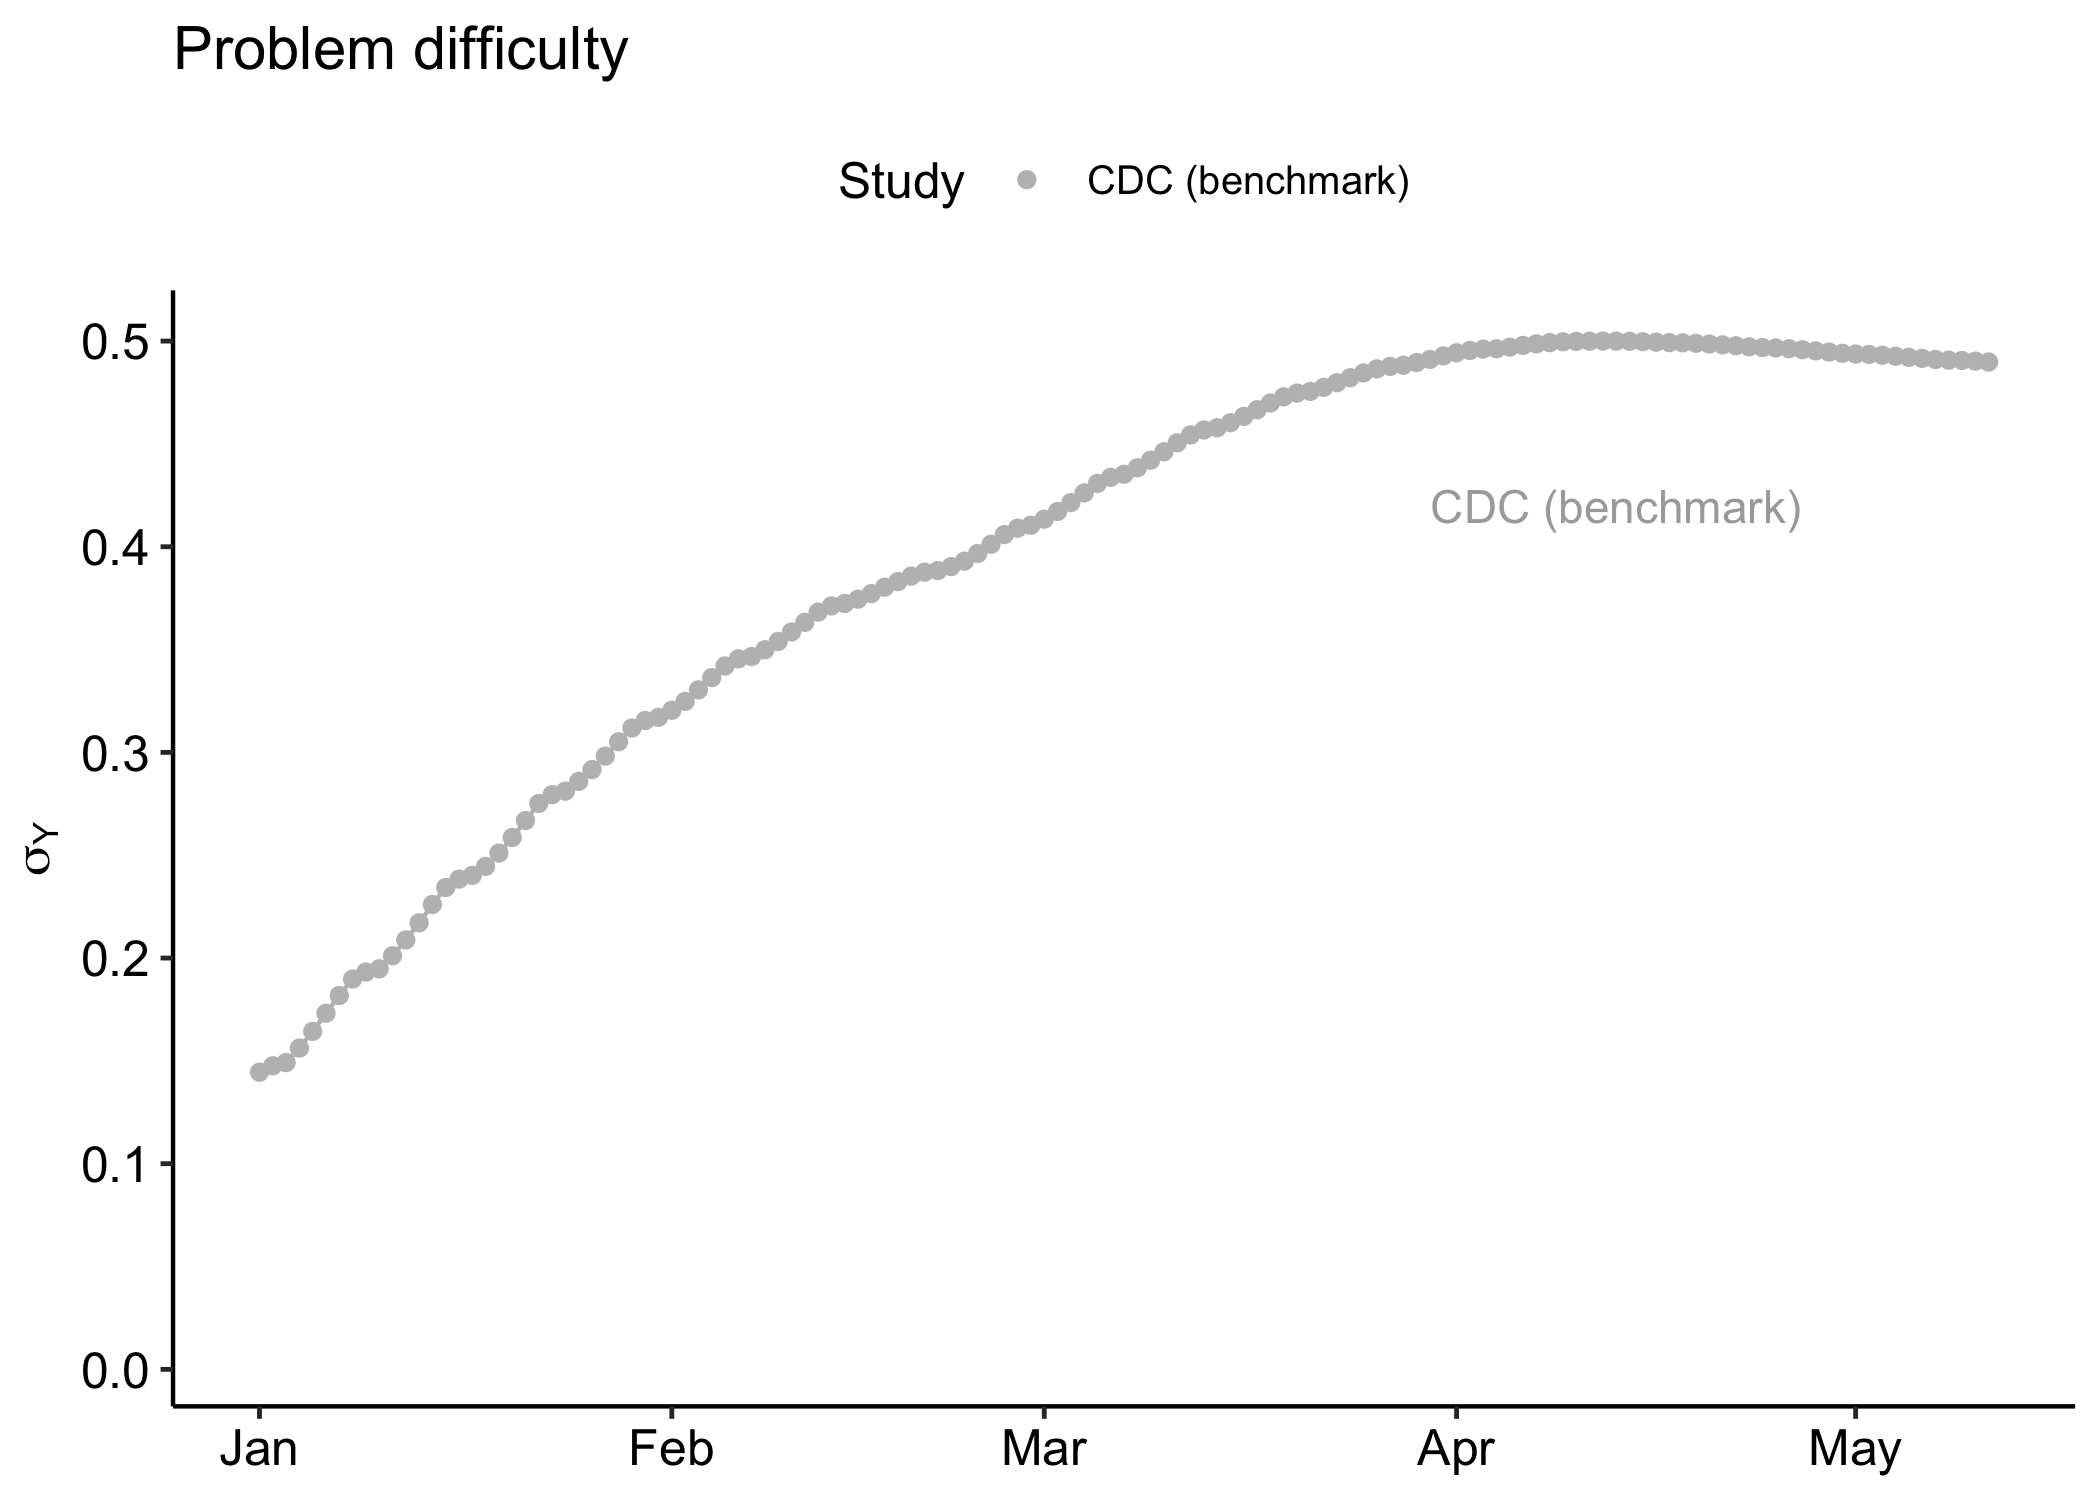 Problem difficulty
Study CDC (benchmark)
0.5
0.4
0.3
0.2
0.1
0.0
σY
CDC (benchmark)
Jan Feb Mar Apr May